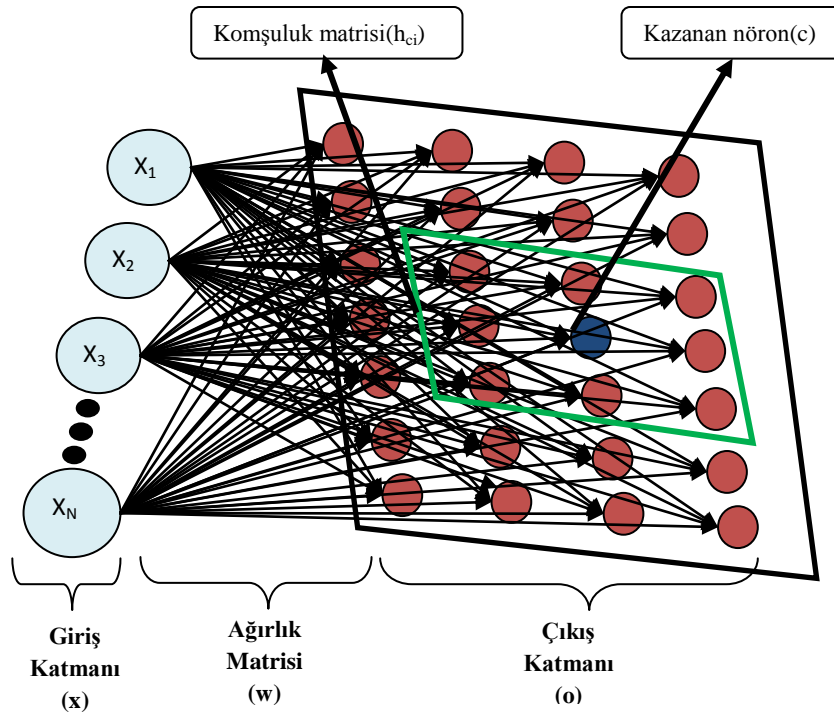 Komşuluk matrisi(hci)
Kazanan nöron(c)
X1
X2
X3
XN
Giriş
Katmanı
(x)
Ağırlık
Matrisi
(w)
Çıkış
Katmanı
(o)